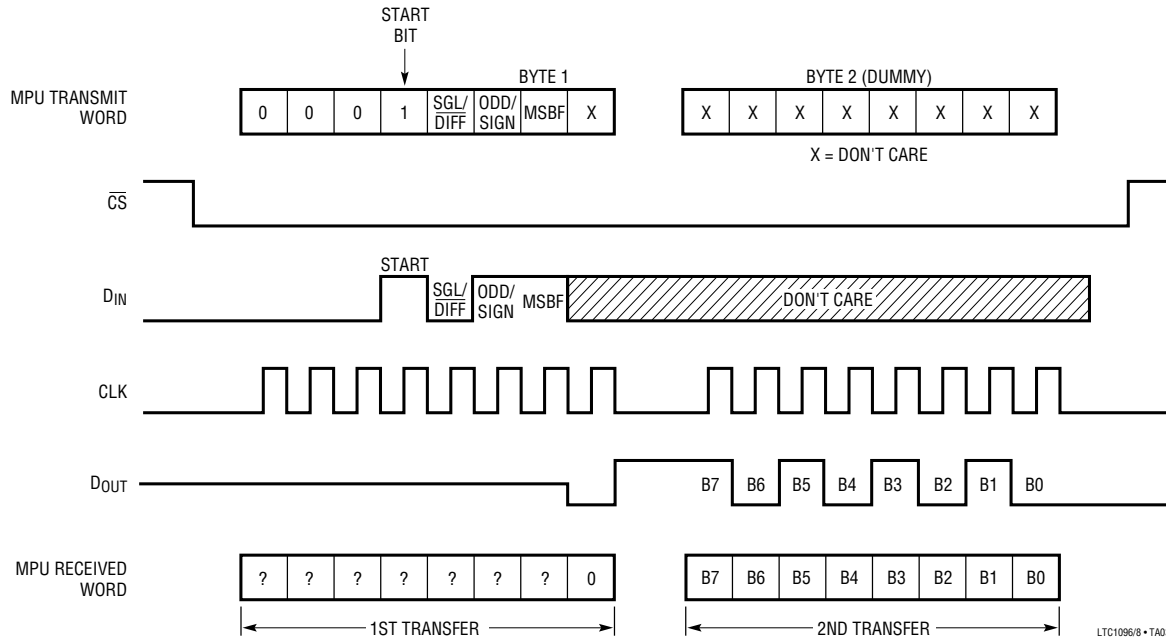 START
BIT
BYTE 1
BYTE 2 (DUMMY)
MPU TRANSMIT
WORD
0 0 0 1 SGL/DIFF ODD/SIGN MSBF X
X X X X X X X X
X = DON'T CARE
CS
START
DIN
SGL/DIFF ODD/SIGN MSBF
DON'T CARE
CLK
DOUT
B7 B6 B5 B4 B3 B2 B1 B0
MPU RECEIVED
WORD
? ? ? ? ? ? ? 0
B7 B6 B5 B4 B3 B2 B1 B0
1ST TRANSFER
2ND TRANSFER